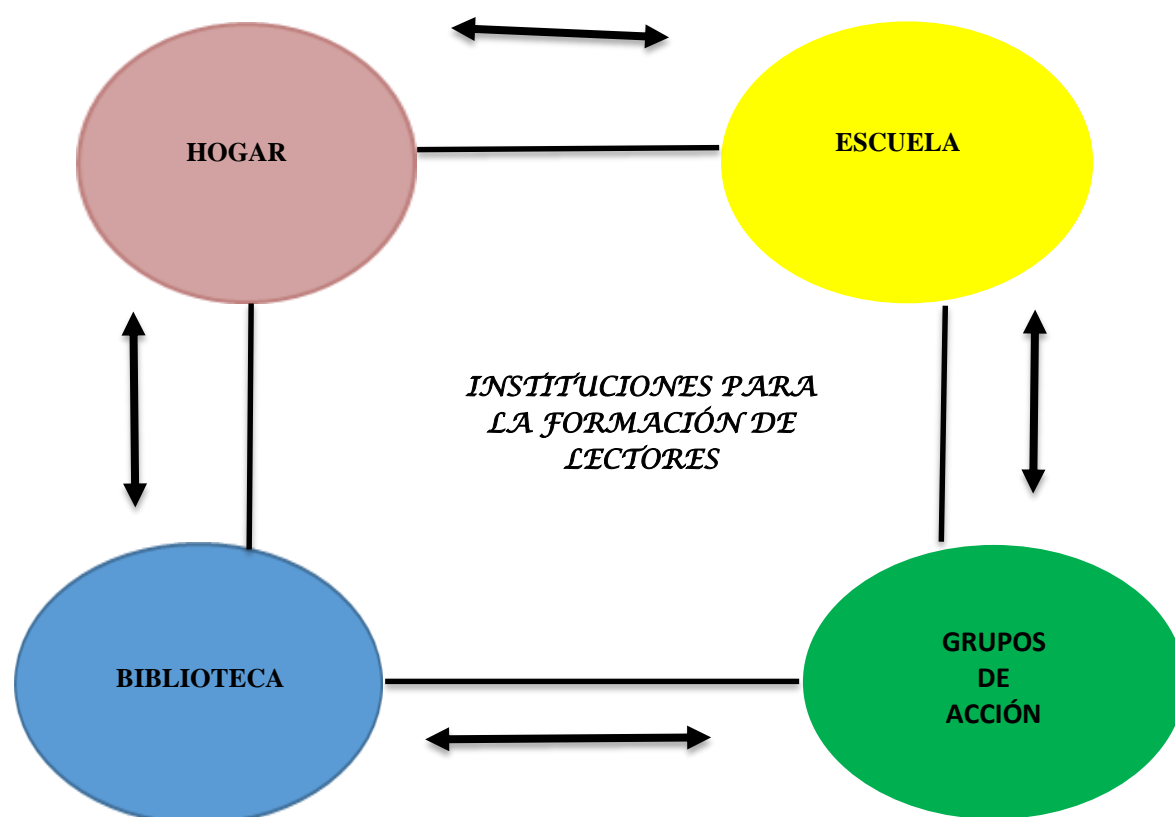 HOGAR
ESCUELA
INSTITUCIONES PARA
LA FORMACIÓN DE
LECTORES
BIBLIOTECA
GRUPOS
DE
ACCIÓN